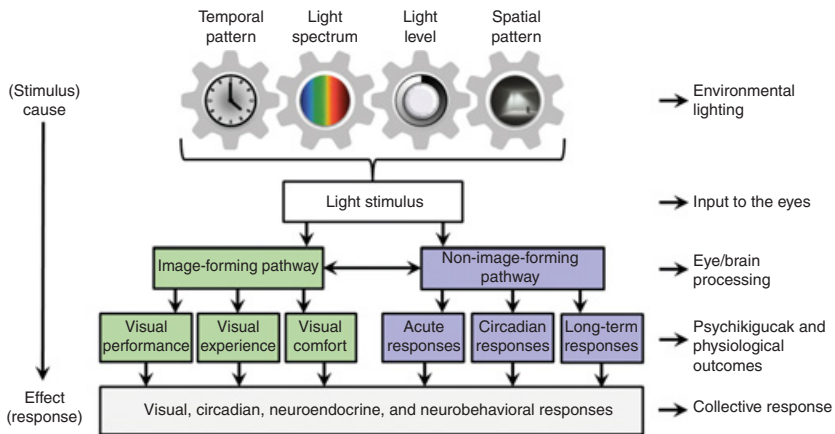 Temporal
pattern
Light
spectrum
Light
level
Spatial
pattern
(Stimulus)
cause
Environmental
lighting
Light stimulus
Input to the eyes
Image-forming pathway
Non-image-forming
pathway
Eye/brain
processing
Visual
performance
Visual
experience
Visual
comfort
Acute
responses
Circadian
responses
Long-term
responses
Psychikigucak and
physiological
outcomes
Effect
(response)
Visual, circadian, neuroendocrine, and neurobehavioral responses
Collective response